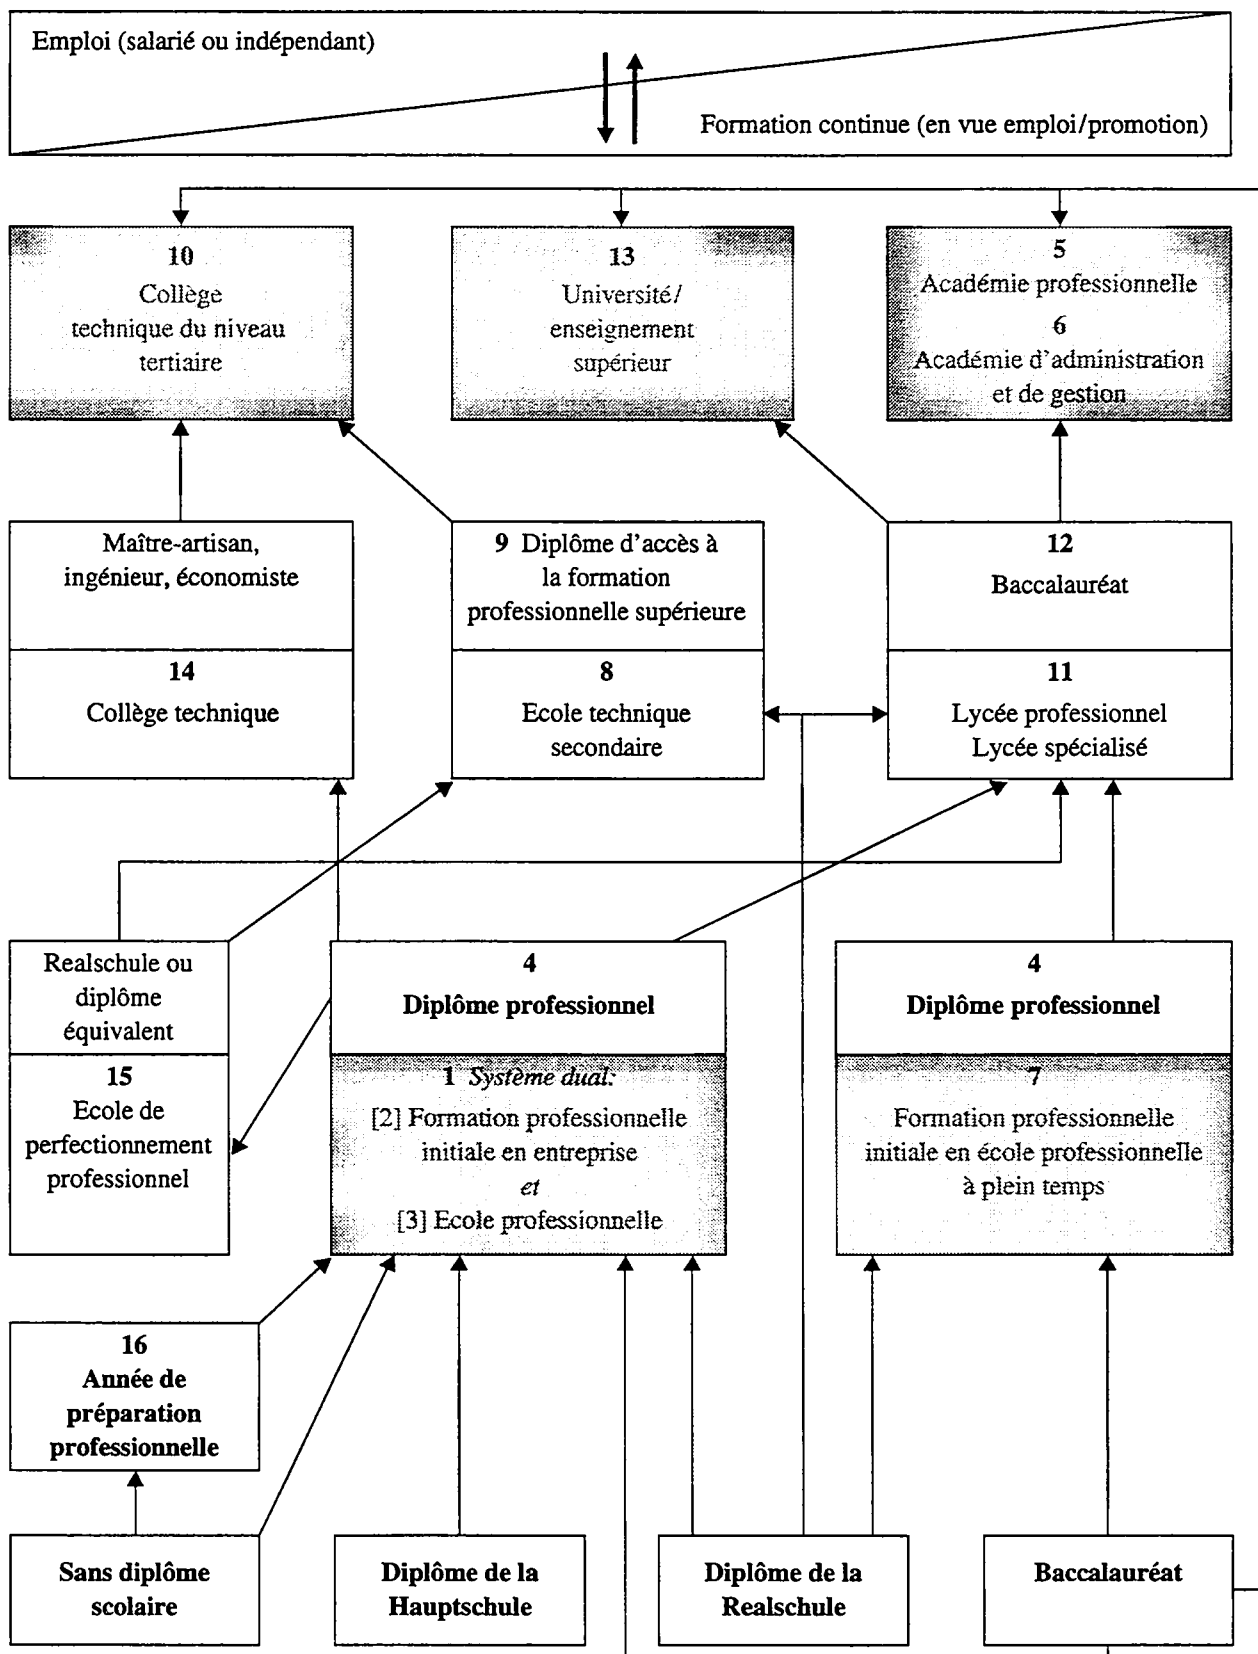 Emploi (salarié ou indépendant)
Formation continue (en vue emploi/promotion)
10
Collège
technique du niveau
tertiaire
13
Université/
enseignement
supérieur
5
Académie professionnelle
6
Académie d'administration
et de gestion
Maître-artisan,
ingénieur, économiste
14
Collège technique
9 Diplôme d'accès à
la formation
professionnelle supérieure
8
Ecole technique
secondaire
12
Baccalauréat
11
Lycée professionnel
Lycée spécialisé
Realschule ou
diplôme
équivalent
15
Ecole de
perfectionnement
professionnel
4
Diplôme professionnel
1 Système dual:
[2] Formation professionnelle
initiale en entreprise
et
[3] Ecole professionnelle
4
Diplôme professionnel
7
Formation professionnelle
initiale en école professionnelle
à plein temps
16
Année de
préparation
professionnelle
Sans diplôme
scolaire
Diplôme de la
Hauptschule
Diplôme de la
Realschule
Baccalauréat